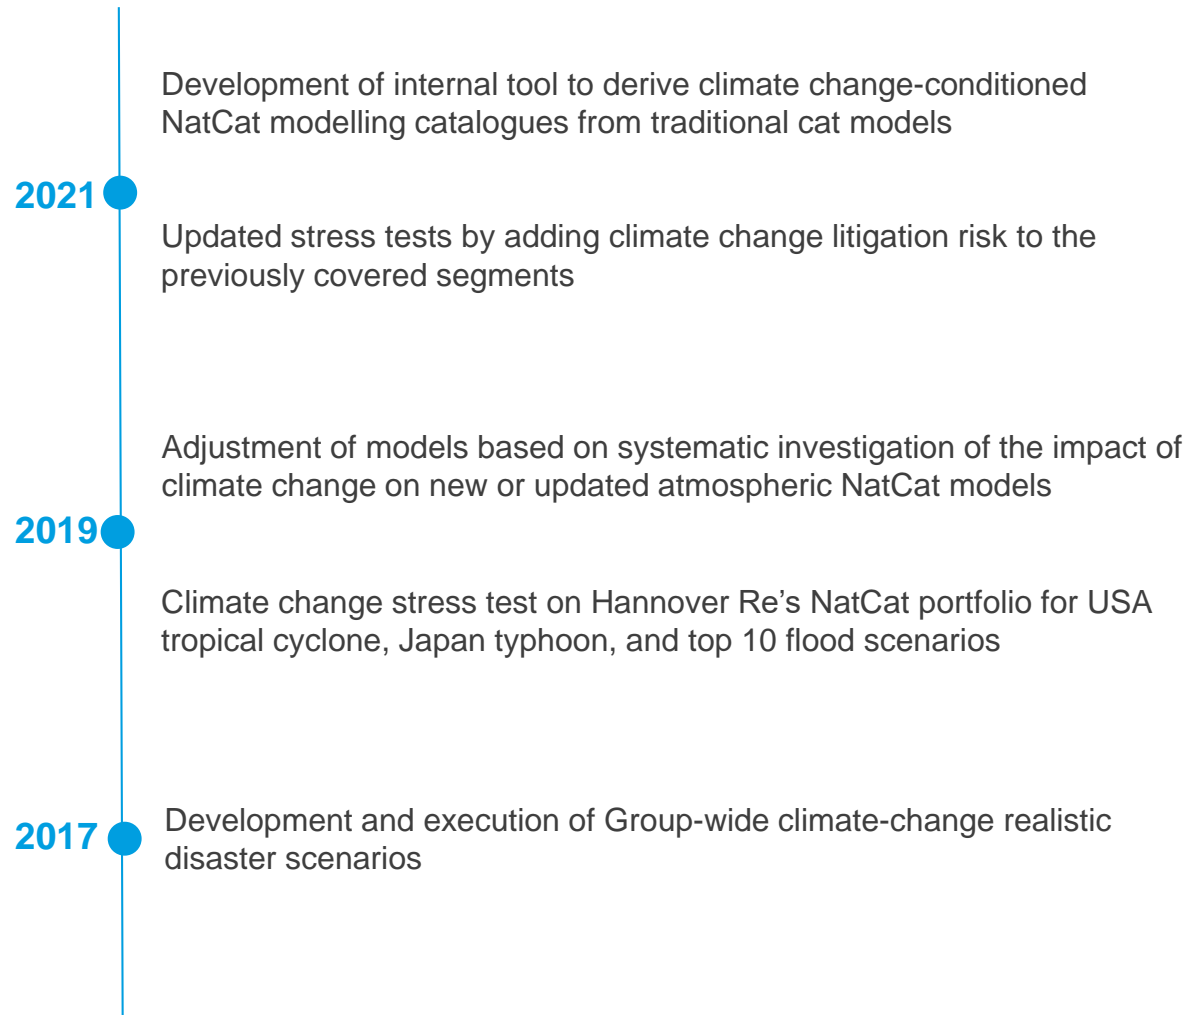 Development of internal tool to derive climate change-conditioned
NatCat modelling catalogues from traditional cat models
2021
Updated stress tests by adding climate change litigation risk to the
previously covered segments
Adjustment of models based on systematic investigation of the impact of
climate change on new or updated atmospheric NatCat models
2019
Climate change stress test on Hannover Re’s NatCat portfolio for USA
tropical cyclone, Japan typhoon, and top 10 flood scenarios
2017
Development and execution of Group-wide climate-change realistic
disaster scenarios